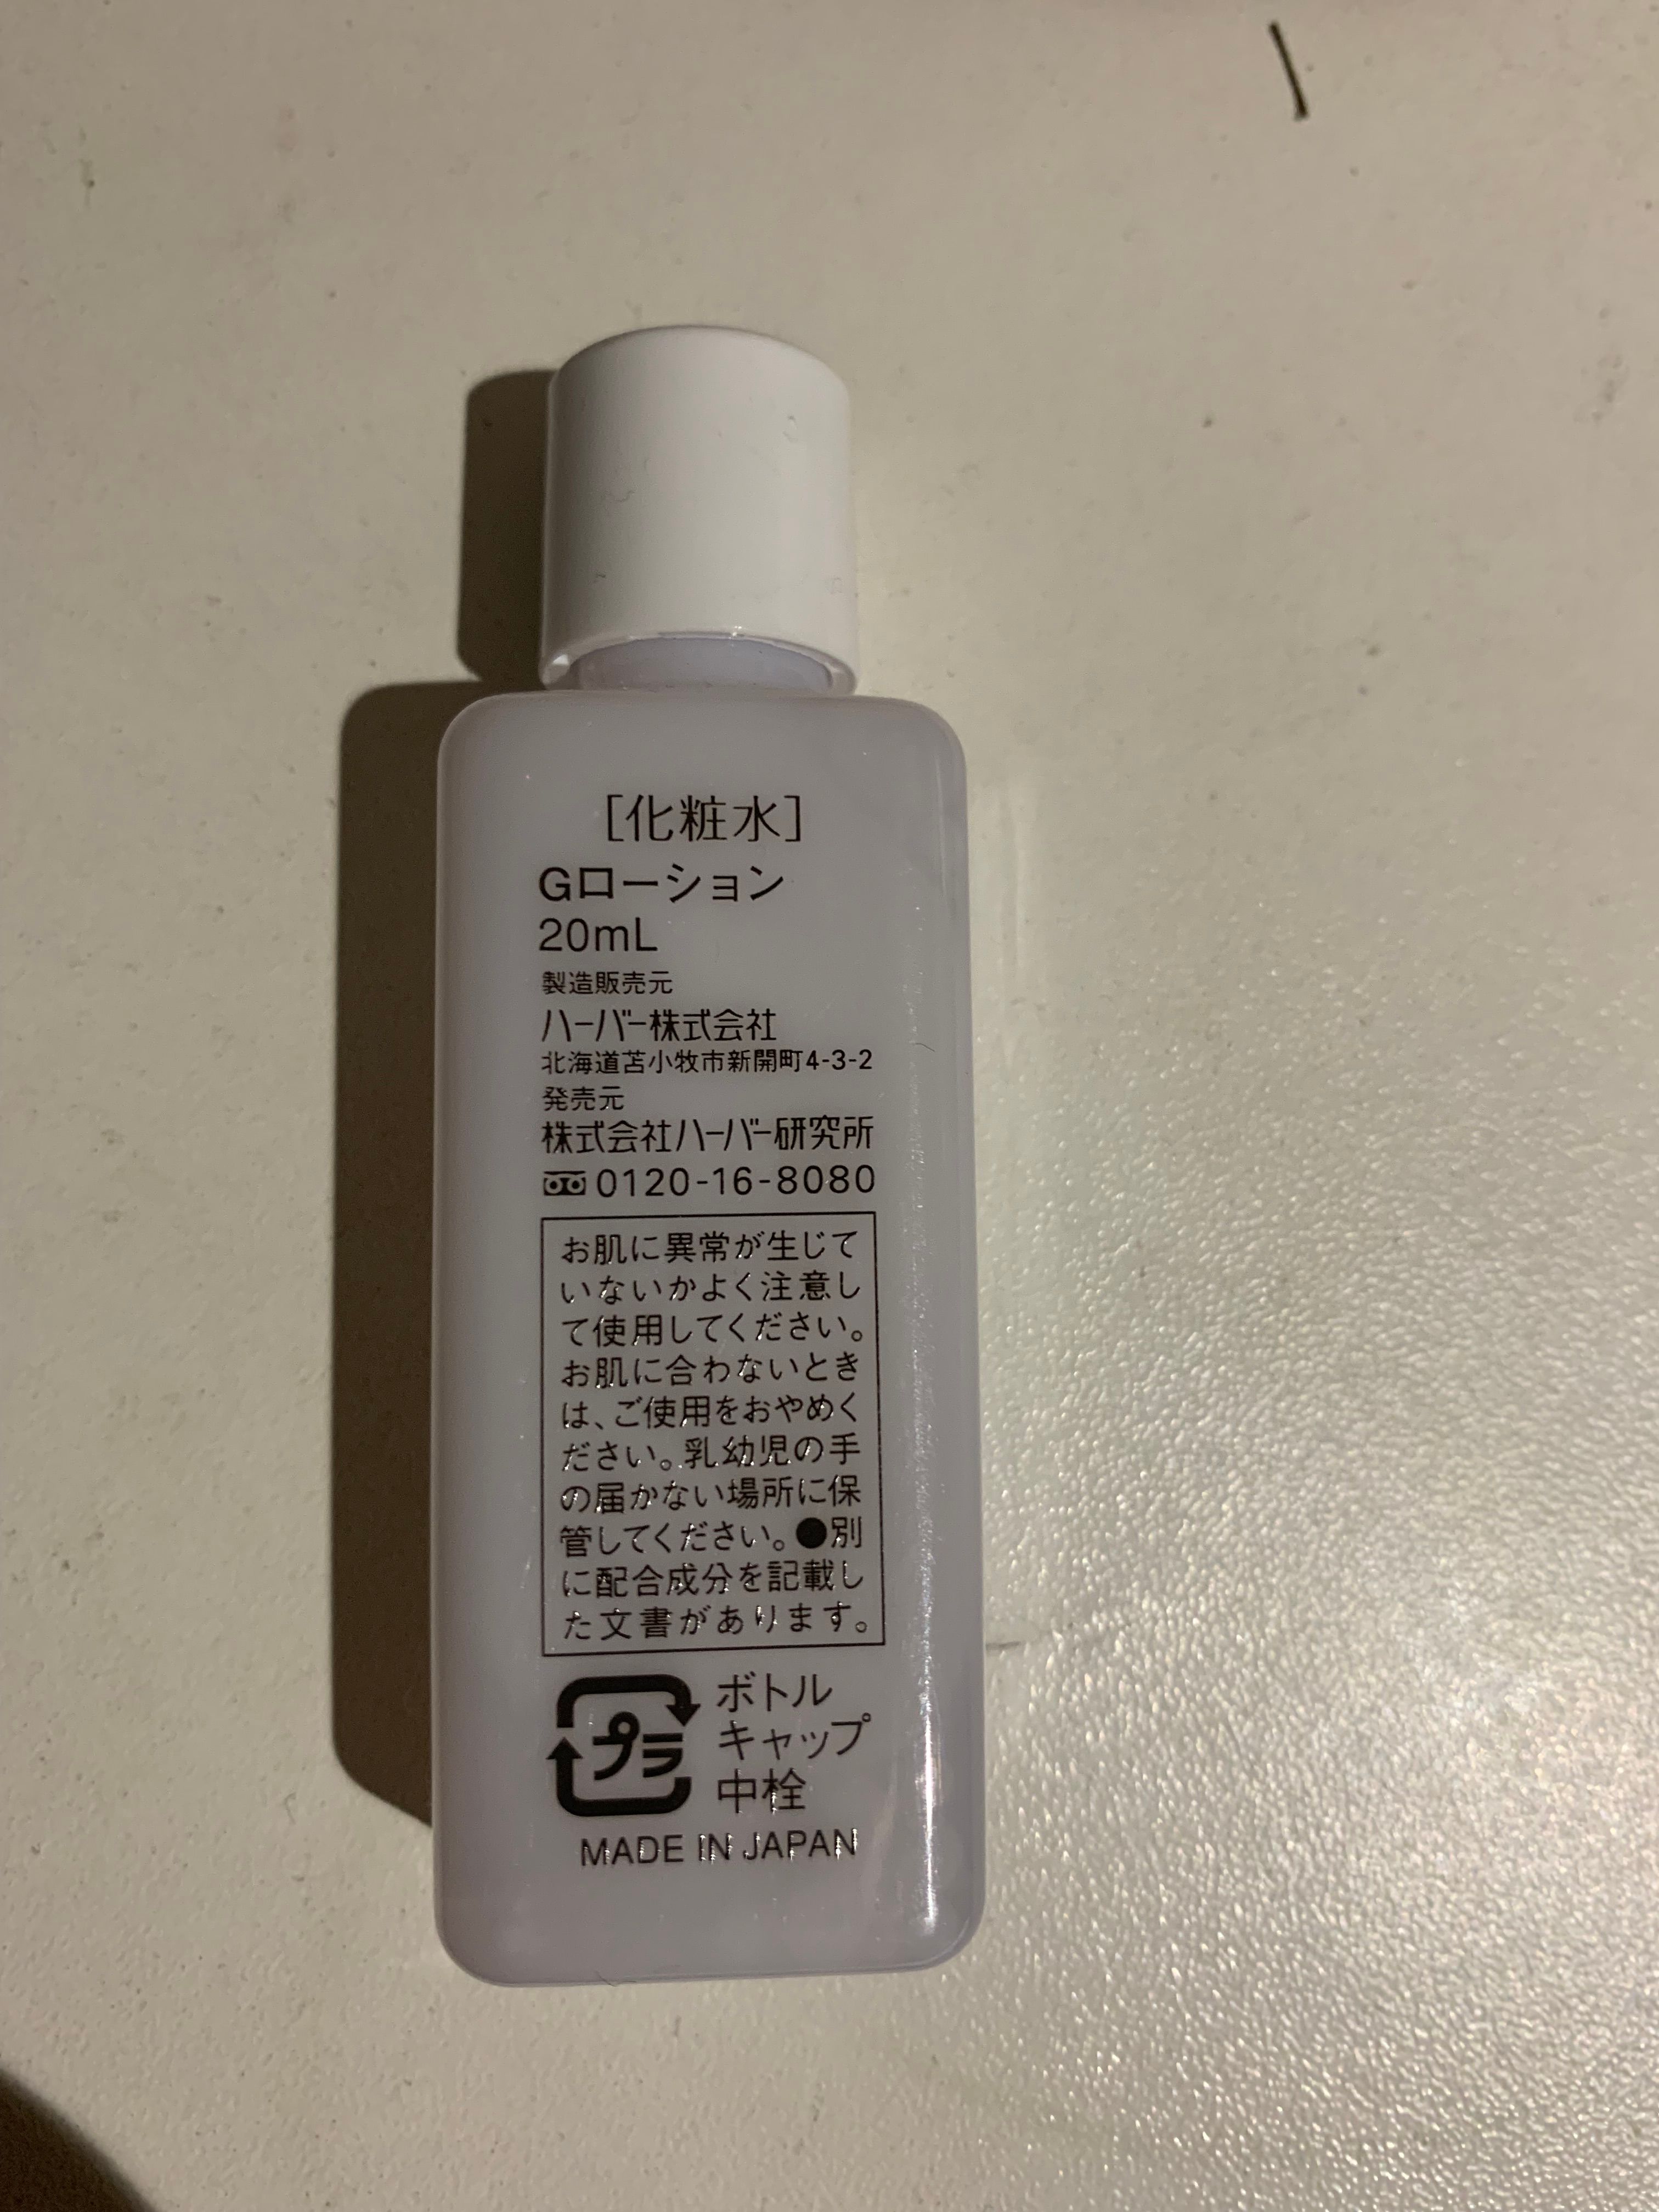 ［化粧水］
Gローション
20mL
製造販売元
ハーバー株式会社
北海道苫小牧市新開町4-3-2
発売元
株式会社ハーバー研究所
0120-16-8080
お肌に異常が生じて
いないかよく注意し
て使用してください。
お肌に合わないとき
は、ご使用をおやめく
ださい。乳幼児の手
の届かない場所に保
管してください。●別
に配合成分を記載し
た文書があります。
プラ
ボトル
キャップ
中栓
MADE IN JAPAN